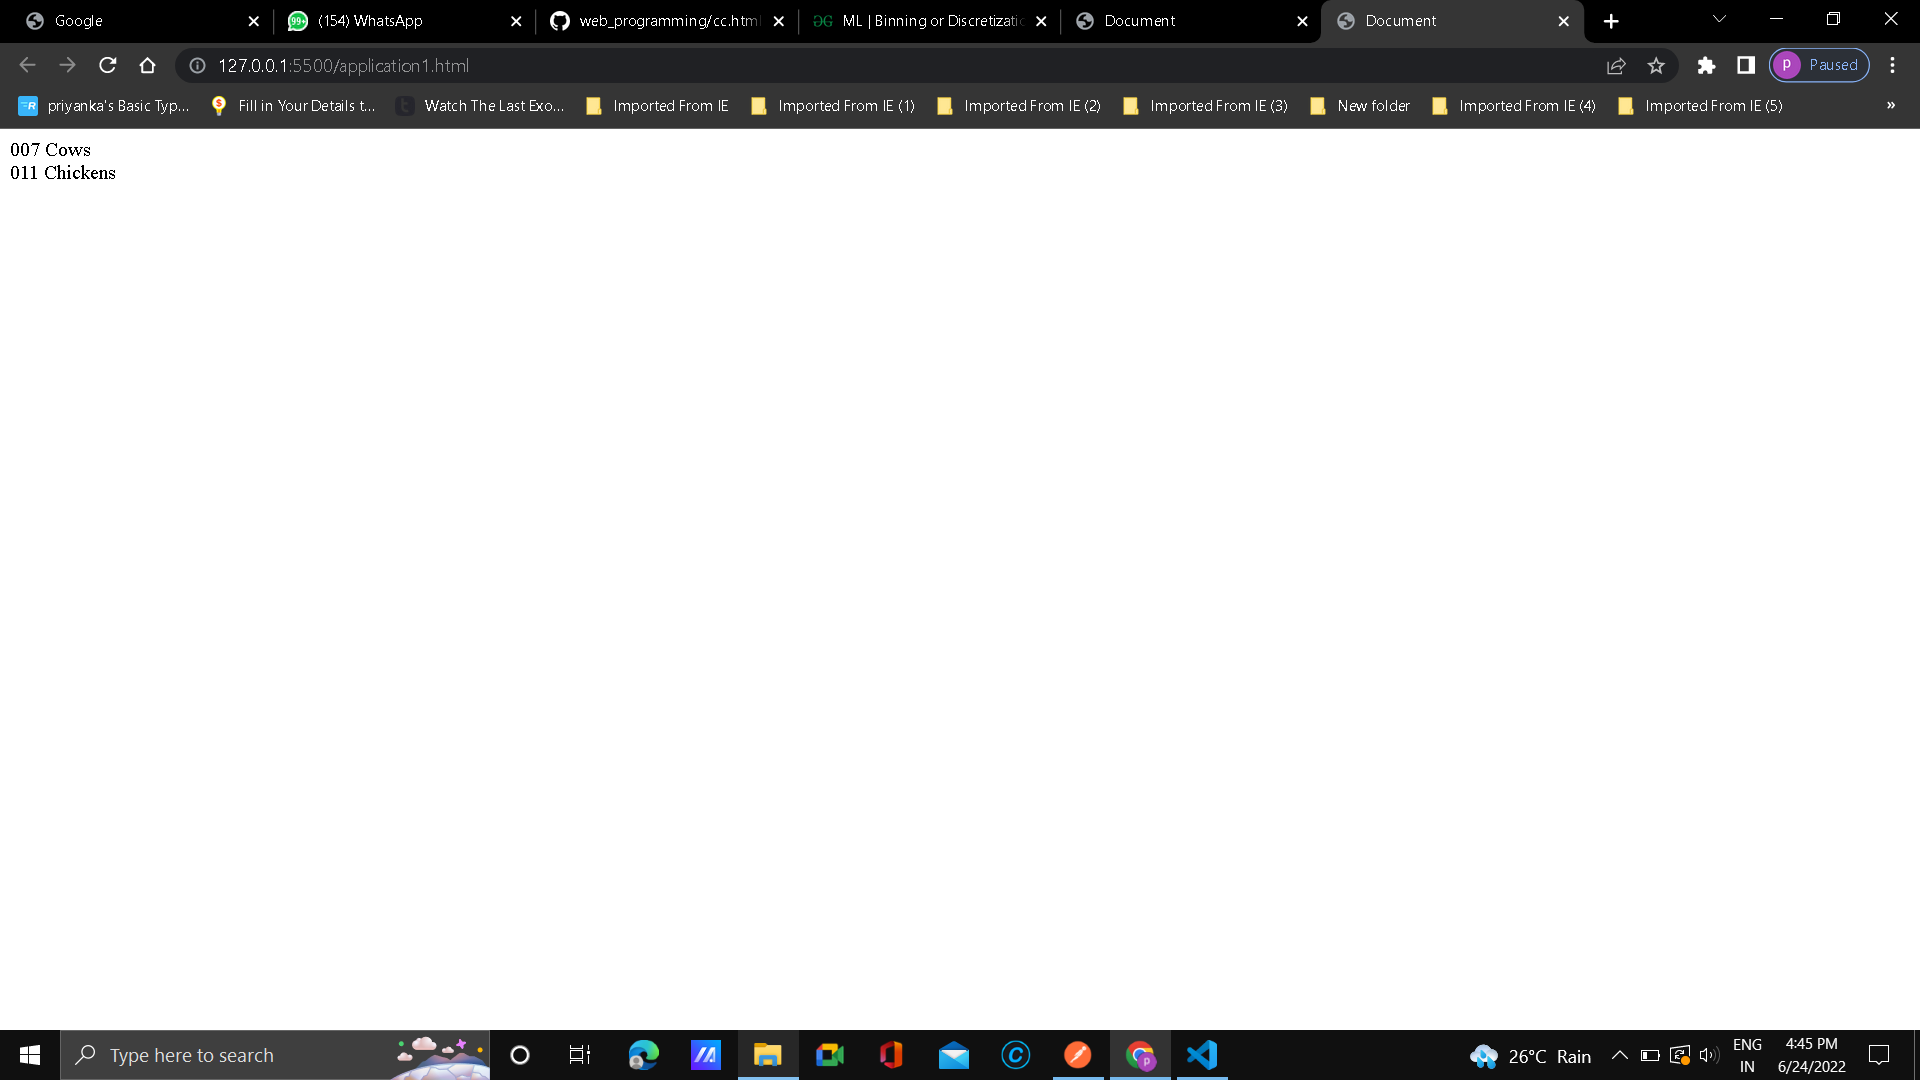 Google
(154) WhatsApp
web_programming/cc.html
ML | Binning or Discretizatio
Document
Document
127.0.0.1:5500/application1.html
Paused
priyanka's Basic Typ...
Fill in Your Details t...
Watch The Last Exo...
Imported From IE
Imported From IE (1)
Imported From IE (2)
Imported From IE (3)
New folder
Imported From IE (4)
Imported From IE (5)
»
007 Cows
011 Chickens
Type here to search
26°C Rain
ENG
IN
4:45 PM
6/24/2022